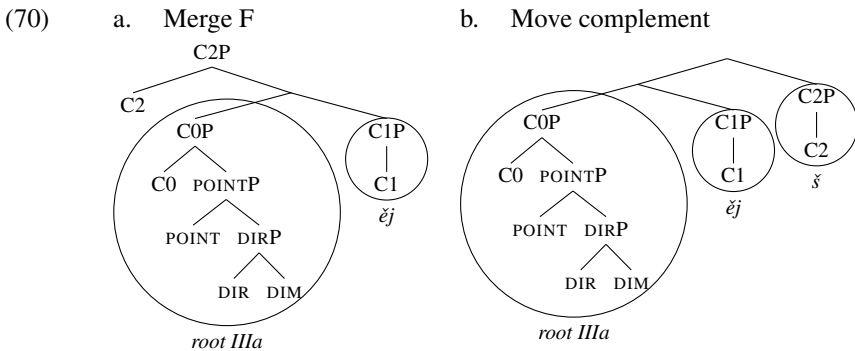 (70) a. Merge F b. Move complement
C2P
C2
C0P C1P
C0 POINTP C1
ěj
POINT DIRP
DIR DIM
root IIIa
C2P
C0P C1P C2
C0 POINTP C1 š
ěj
POINT DIRP
DIR DIM
root IIIa